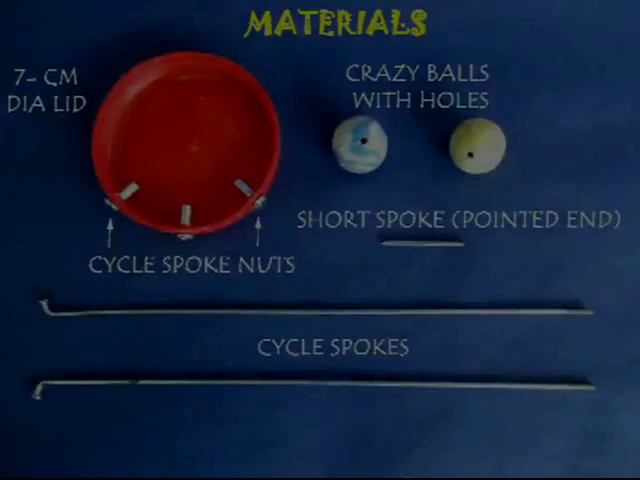 MATERIALS
7- CM
DIA LID
CRAZY BALLS
WITH HOLES
SHORT SPOKE (POINTED END)
CYCLE SPOKE NUTS
CYCLE SPOKES